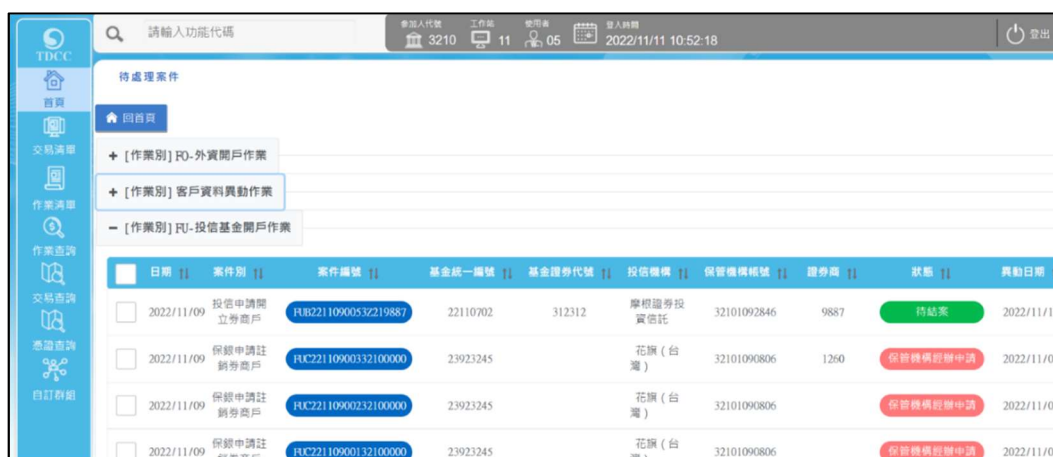 TDCC
首頁
交易清單
作業清單
作業查詢
交易查詢
憑證查詢
自訂群組
請輸入功能代碼
參加人代號 工作站 使用者 登入時間
3210 11 05 2022/11/11 10:52:18
登出
待處理案件
回首頁
+ [作業別] FO-外資開戶作業
+ [作業別] 客戶資料異動作業
- [作業別] FU-投信基金開戶作業
日期 案件別 案件編號 基金統一編號 基金證券代號 投信機構 保管機構帳號 證券商 狀態 異動日期
2022/11/09 投信申請開立券商戶 FUB22110900532219887 22110702 312312 摩根證券投資信託 32101092846 9887 待結案 2022/11/1
2022/11/09 保銀申請註銷券商戶 FUC22110900332100000 23923245 花旗(台灣) 32101090806 1260 保管機構經辦申請 2022/11/0
2022/11/09 保銀申請註銷券商戶 FUC22110900232100000 23923245 花旗(台灣) 32101090806 保管機構經辦申請 2022/11/0
2022/11/09 保銀申請註 FUC22110900132100000 23923245 花旗(台 32101090806 保管機構經辦申請 2022/11/0